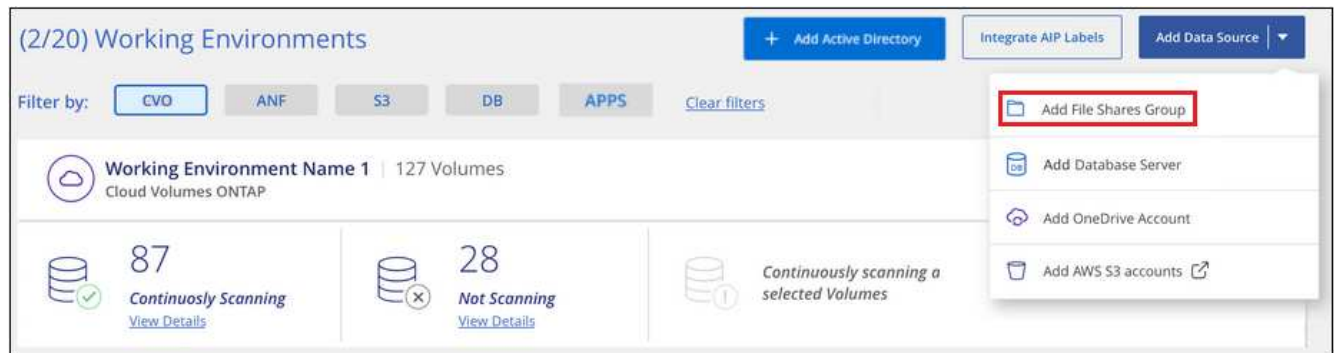 (2/20) Working Environments
+ Add Active Directory
Integrate AIP Labels
Add Data Source
Filter by:
CVO
ANF
S3
DB
APPS
Clear filters
Add File Shares Group
DB
Add Database Server
Add OneDrive Account
Add AWS S3 accounts
Working Environment Name 1 | 127 Volumes
Cloud Volumes ONTAP
87
Continuosly Scanning
View Details
28
Not Scanning
View Details
Continuously scanning a
selected Volumes